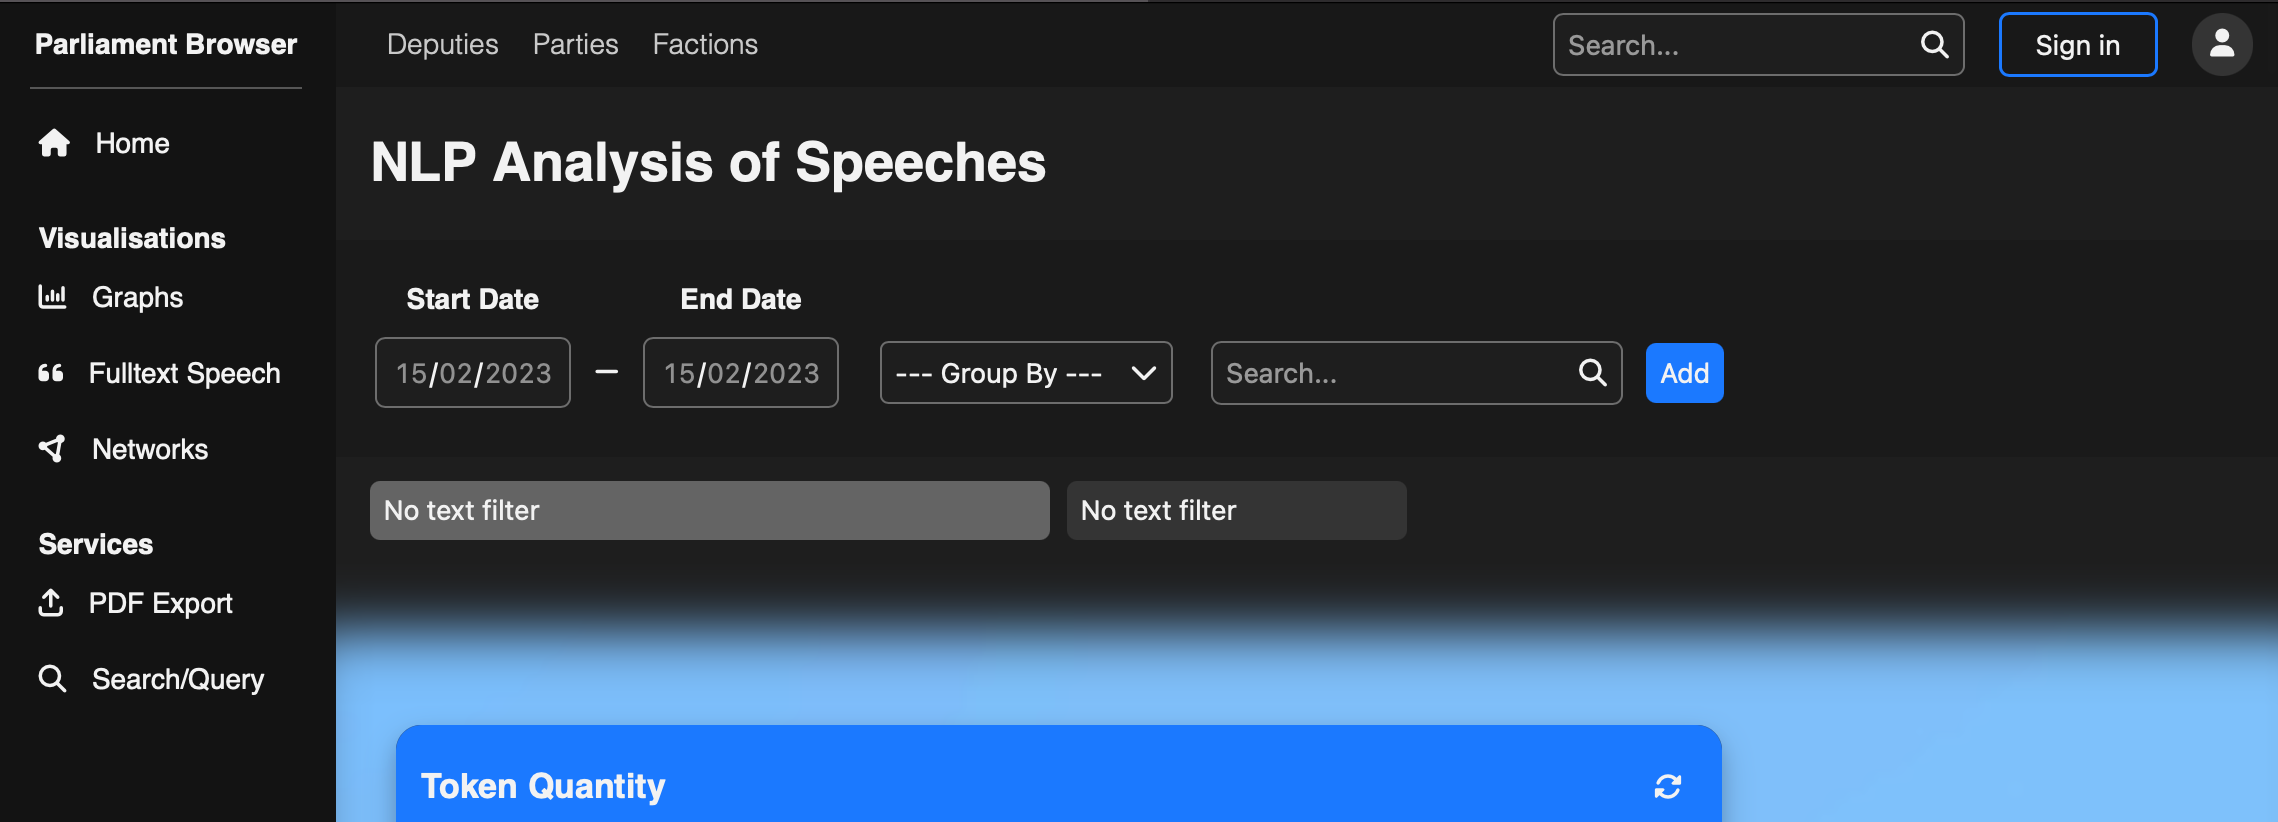 Parliament Browser
Deputies Parties Factions
Search...
Sign in
Home
Visualisations
Graphs
Fulltext Speech
Networks
Services
PDF Export
Search/Query
NLP Analysis of Speeches
Start Date End Date
15/02/2023 – 15/02/2023 --- Group By --- Search... Add
No text filter No text filter
Token Quantity